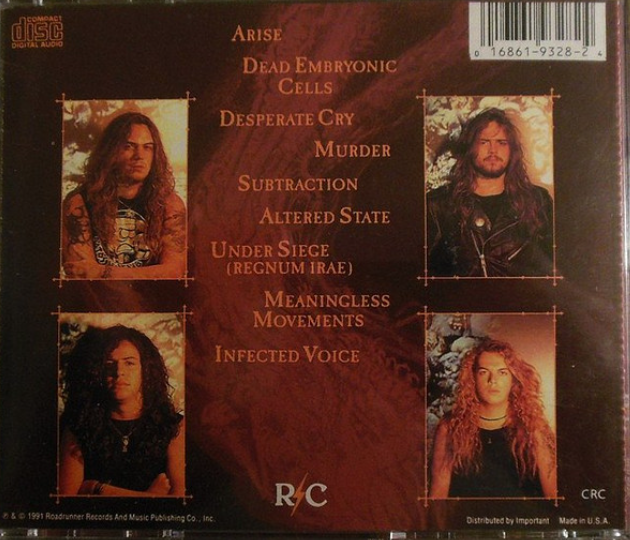 COMPACT
disc
DIGITAL AUDIO
0 16861-9328-2 4
ARISE
DEAD EMBRYONIC
CELLS
DESPERATE CRY
MURDER
SUBTRACTION
ALTERED STATE
UNDER SIEGE
(REGNUM IRAE)
MEANINGLESS
MOVEMENTS
INFECTED VOICE
R C
CRC
℗ & © 1991 Roadrunner Records And Music Publishing Co., Inc.
Distributed by Important Made in U.S.A.